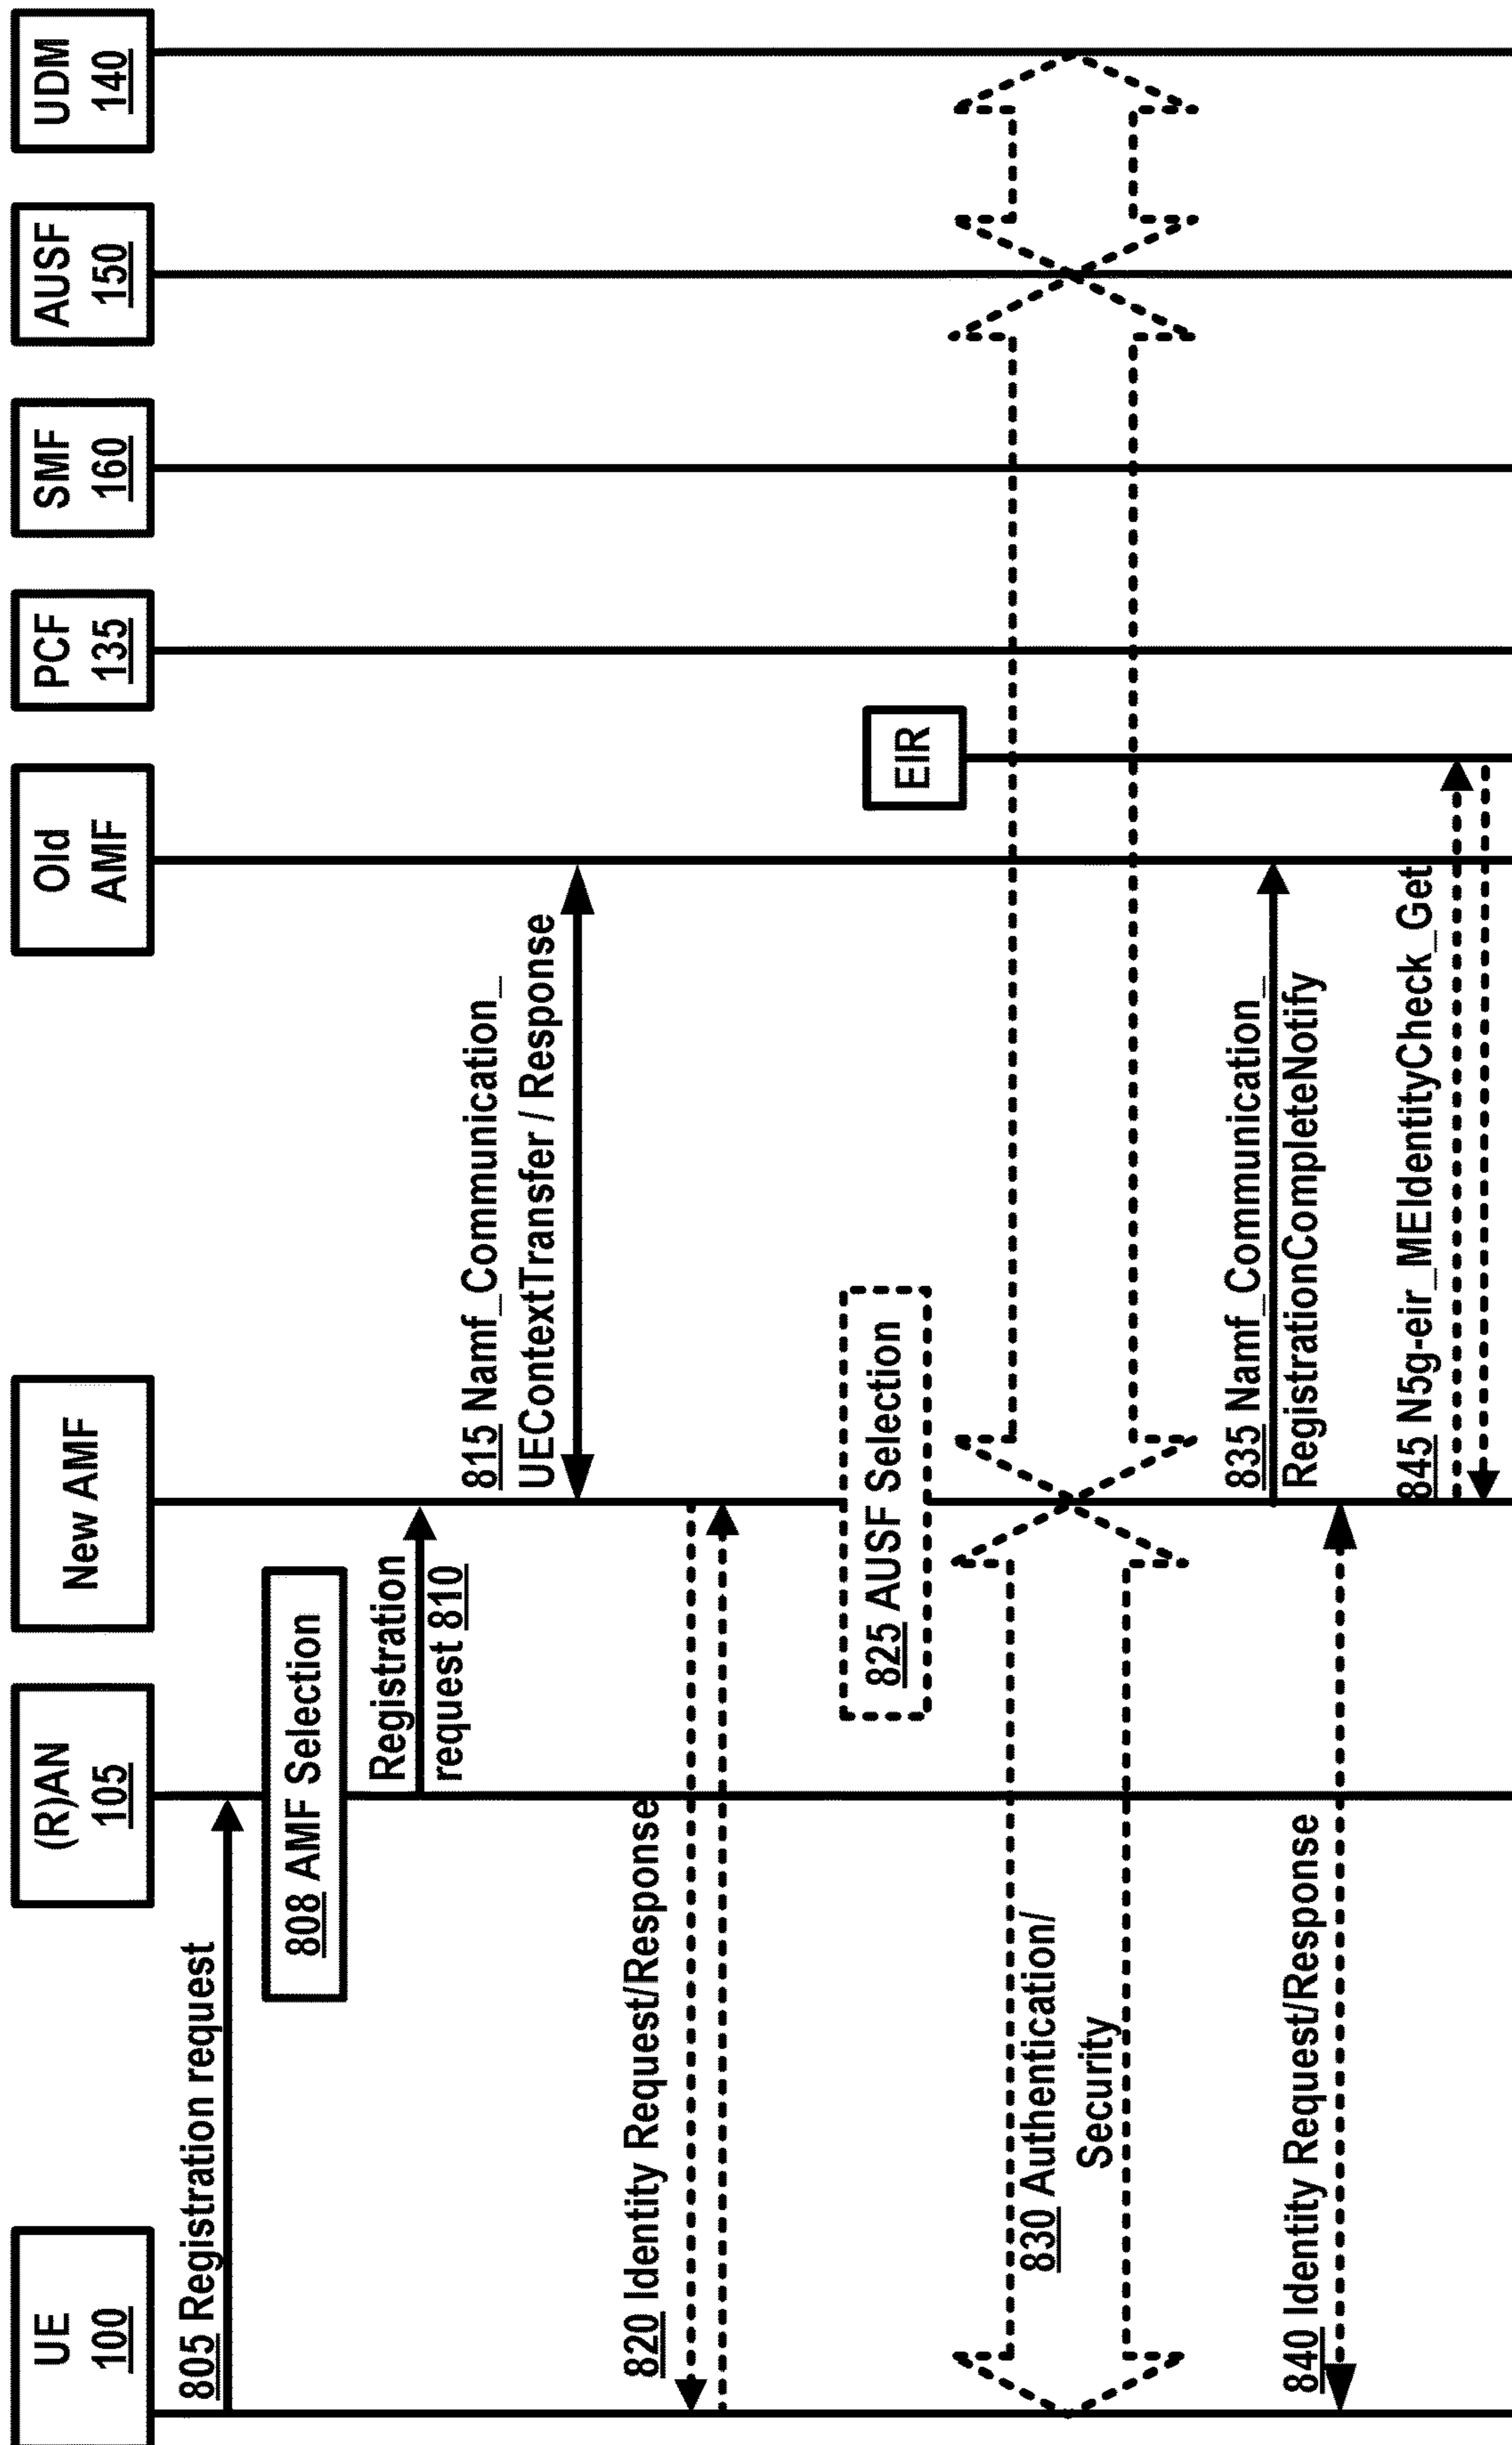 UE
100
(R)AN
105
New AMF
Old
AMF
PCF
135
SMF
160
AUSF
150
UDM
140
805 Registration request
808 AMF Selection
Registration
request 810
815 Namf_Communication_
UEContextTransfer / Response
820 Identity Request/Response
825 AUSF Selection
EIR
830 Authentication/
Security
835 Namf_Communication_
RegistrationCompleteNotify
840 Identity Request/Response
845 N5g-eir_MEIdentityCheck_Get